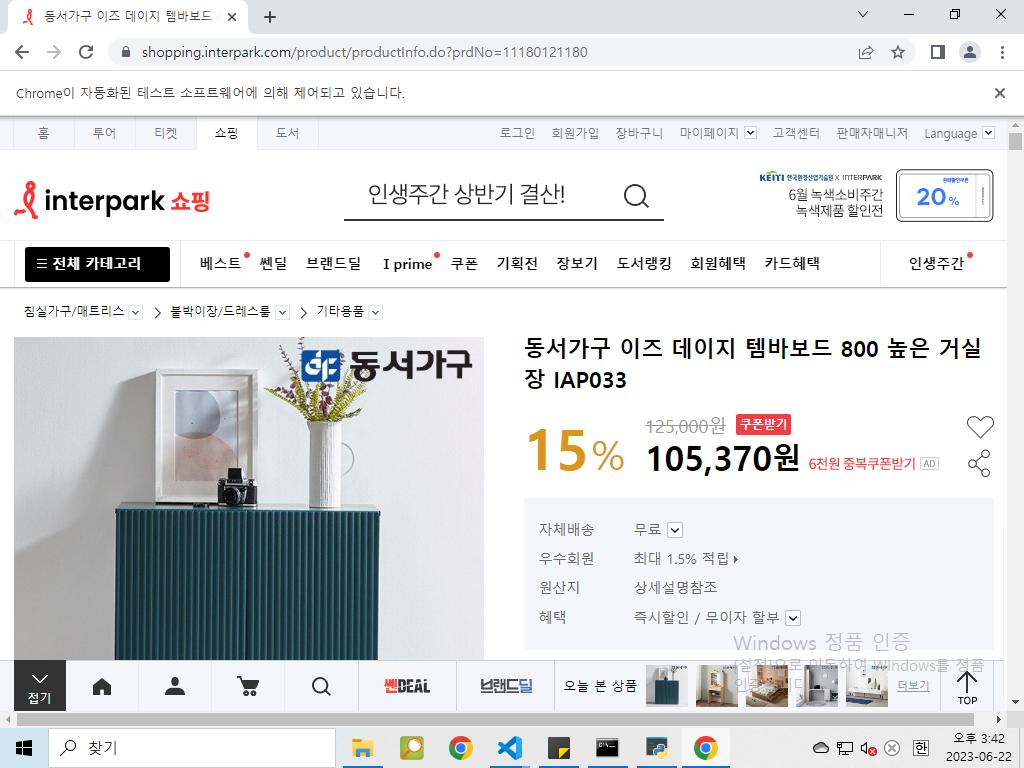 동서가구 이즈 데이지 템바보드
shopping.interpark.com/product/productInfo.do?prdNo=11180121180
Chrome이 자동화된 테스트 소프트웨어에 의해 제어되고 있습니다.
홈 투어 티켓 쇼핑 도서 로그인 회원가입 장바구니 마이페이지 고객센터 판매자매니저 Language
interpark 쇼핑
인생주간 상반기 결산!
KEITI 한국환경산업기술원 X INTERPARK
6월 녹색소비주간
녹색제품 할인전
중복할인쿠폰
20%
전체 카테고리 베스트 쎈딜 브랜드딜 I prime 쿠폰 기획전 장보기 도서랭킹 회원혜택 카드혜택 인생주간
침실가구/매트리스 붙박이장/드레스룸 기타용품
동서가구
동서가구 이즈 데이지 템바보드 800 높은 거실
장 IAP033
125,000원 쿠폰받기
15% 105,370원 6천원 중복쿠폰받기 AD
자체배송 무료
우수회원 최대 1.5% 적립
원산지 상세설명참조
혜택 즉시할인 / 무이자 할부
Windows 정품 인증
[설정]으로 이동하여 Windows를 정품
접기
쎈DEAL
브랜드딜
오늘 본 상품
더보기
TOP
찾기
한
오후 3:42
2023-06-22